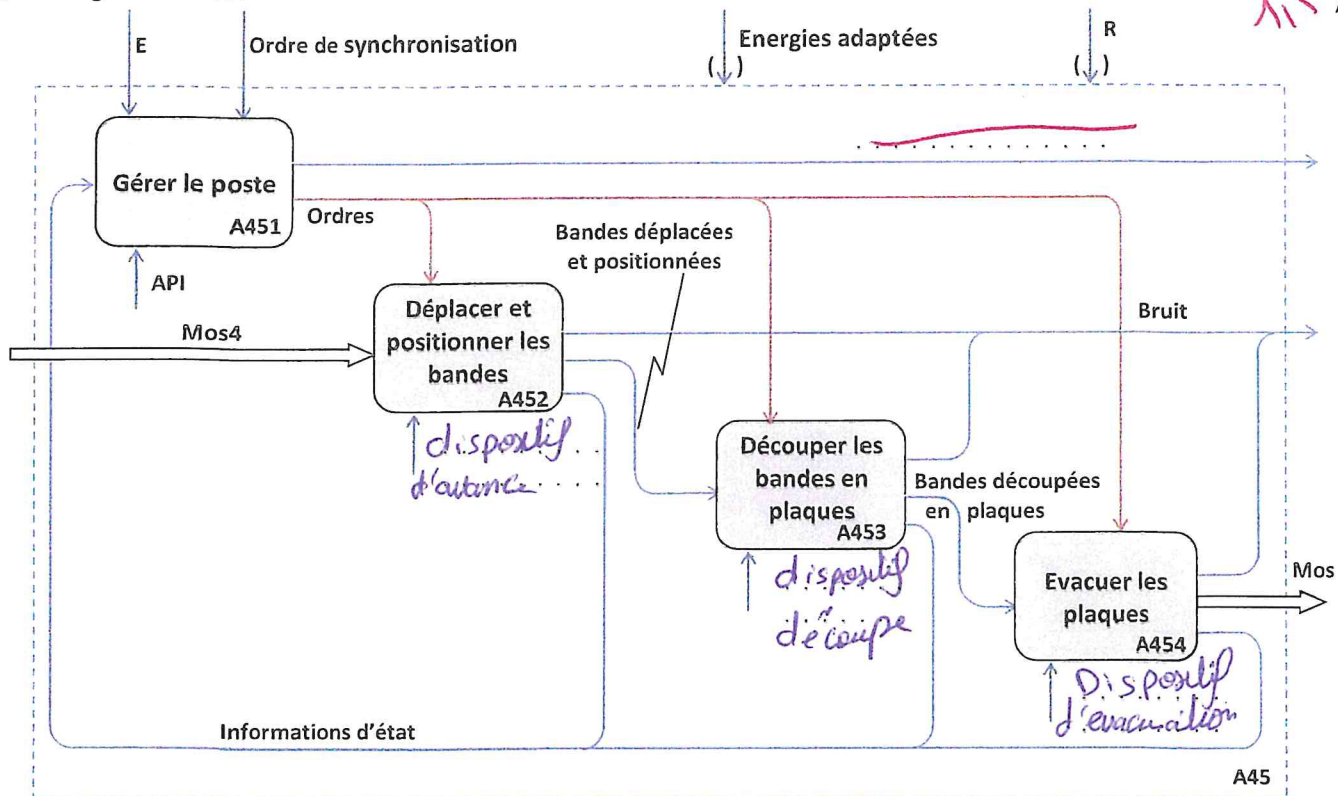 E
Ordre de synchronisation
Energies adaptées
R
( )
( )
Gérer le poste
A451
Ordres
API
Bandes déplacées
et positionnées
Mos4
Déplacer et
positionner les
bandes
A452
Bruit
dispositif
Découper les
bandes en
plaques
A453
Bandes découpées
en plaques
dispositif
découpe
Evacuer les
plaques
A454
Mos
Dispositif
d'evacuation
Informations d'état
A45